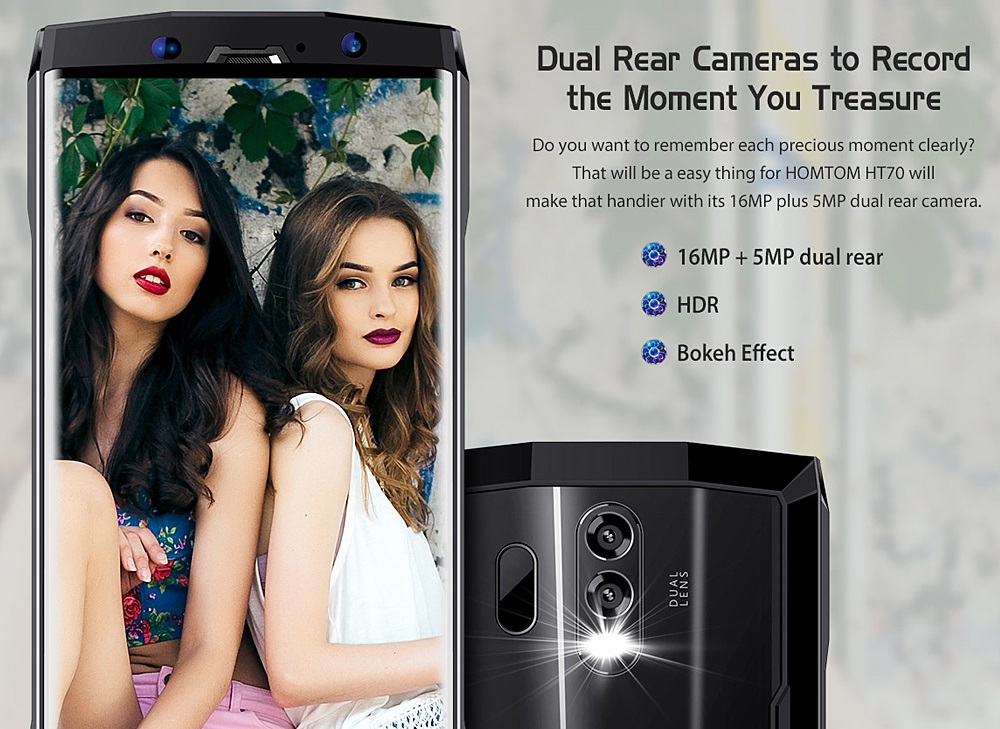 Dual Rear Cameras to Record
the Moment You Treasure
Do you want to remember each precious moment clearly?
That will be a easy thing for HOMTOM HT70 will
make that handier with its 16MP plus 5MP dual rear camera.
16MP + 5MP dual rear
HDR
Bokeh Effect
DUAL
LENS